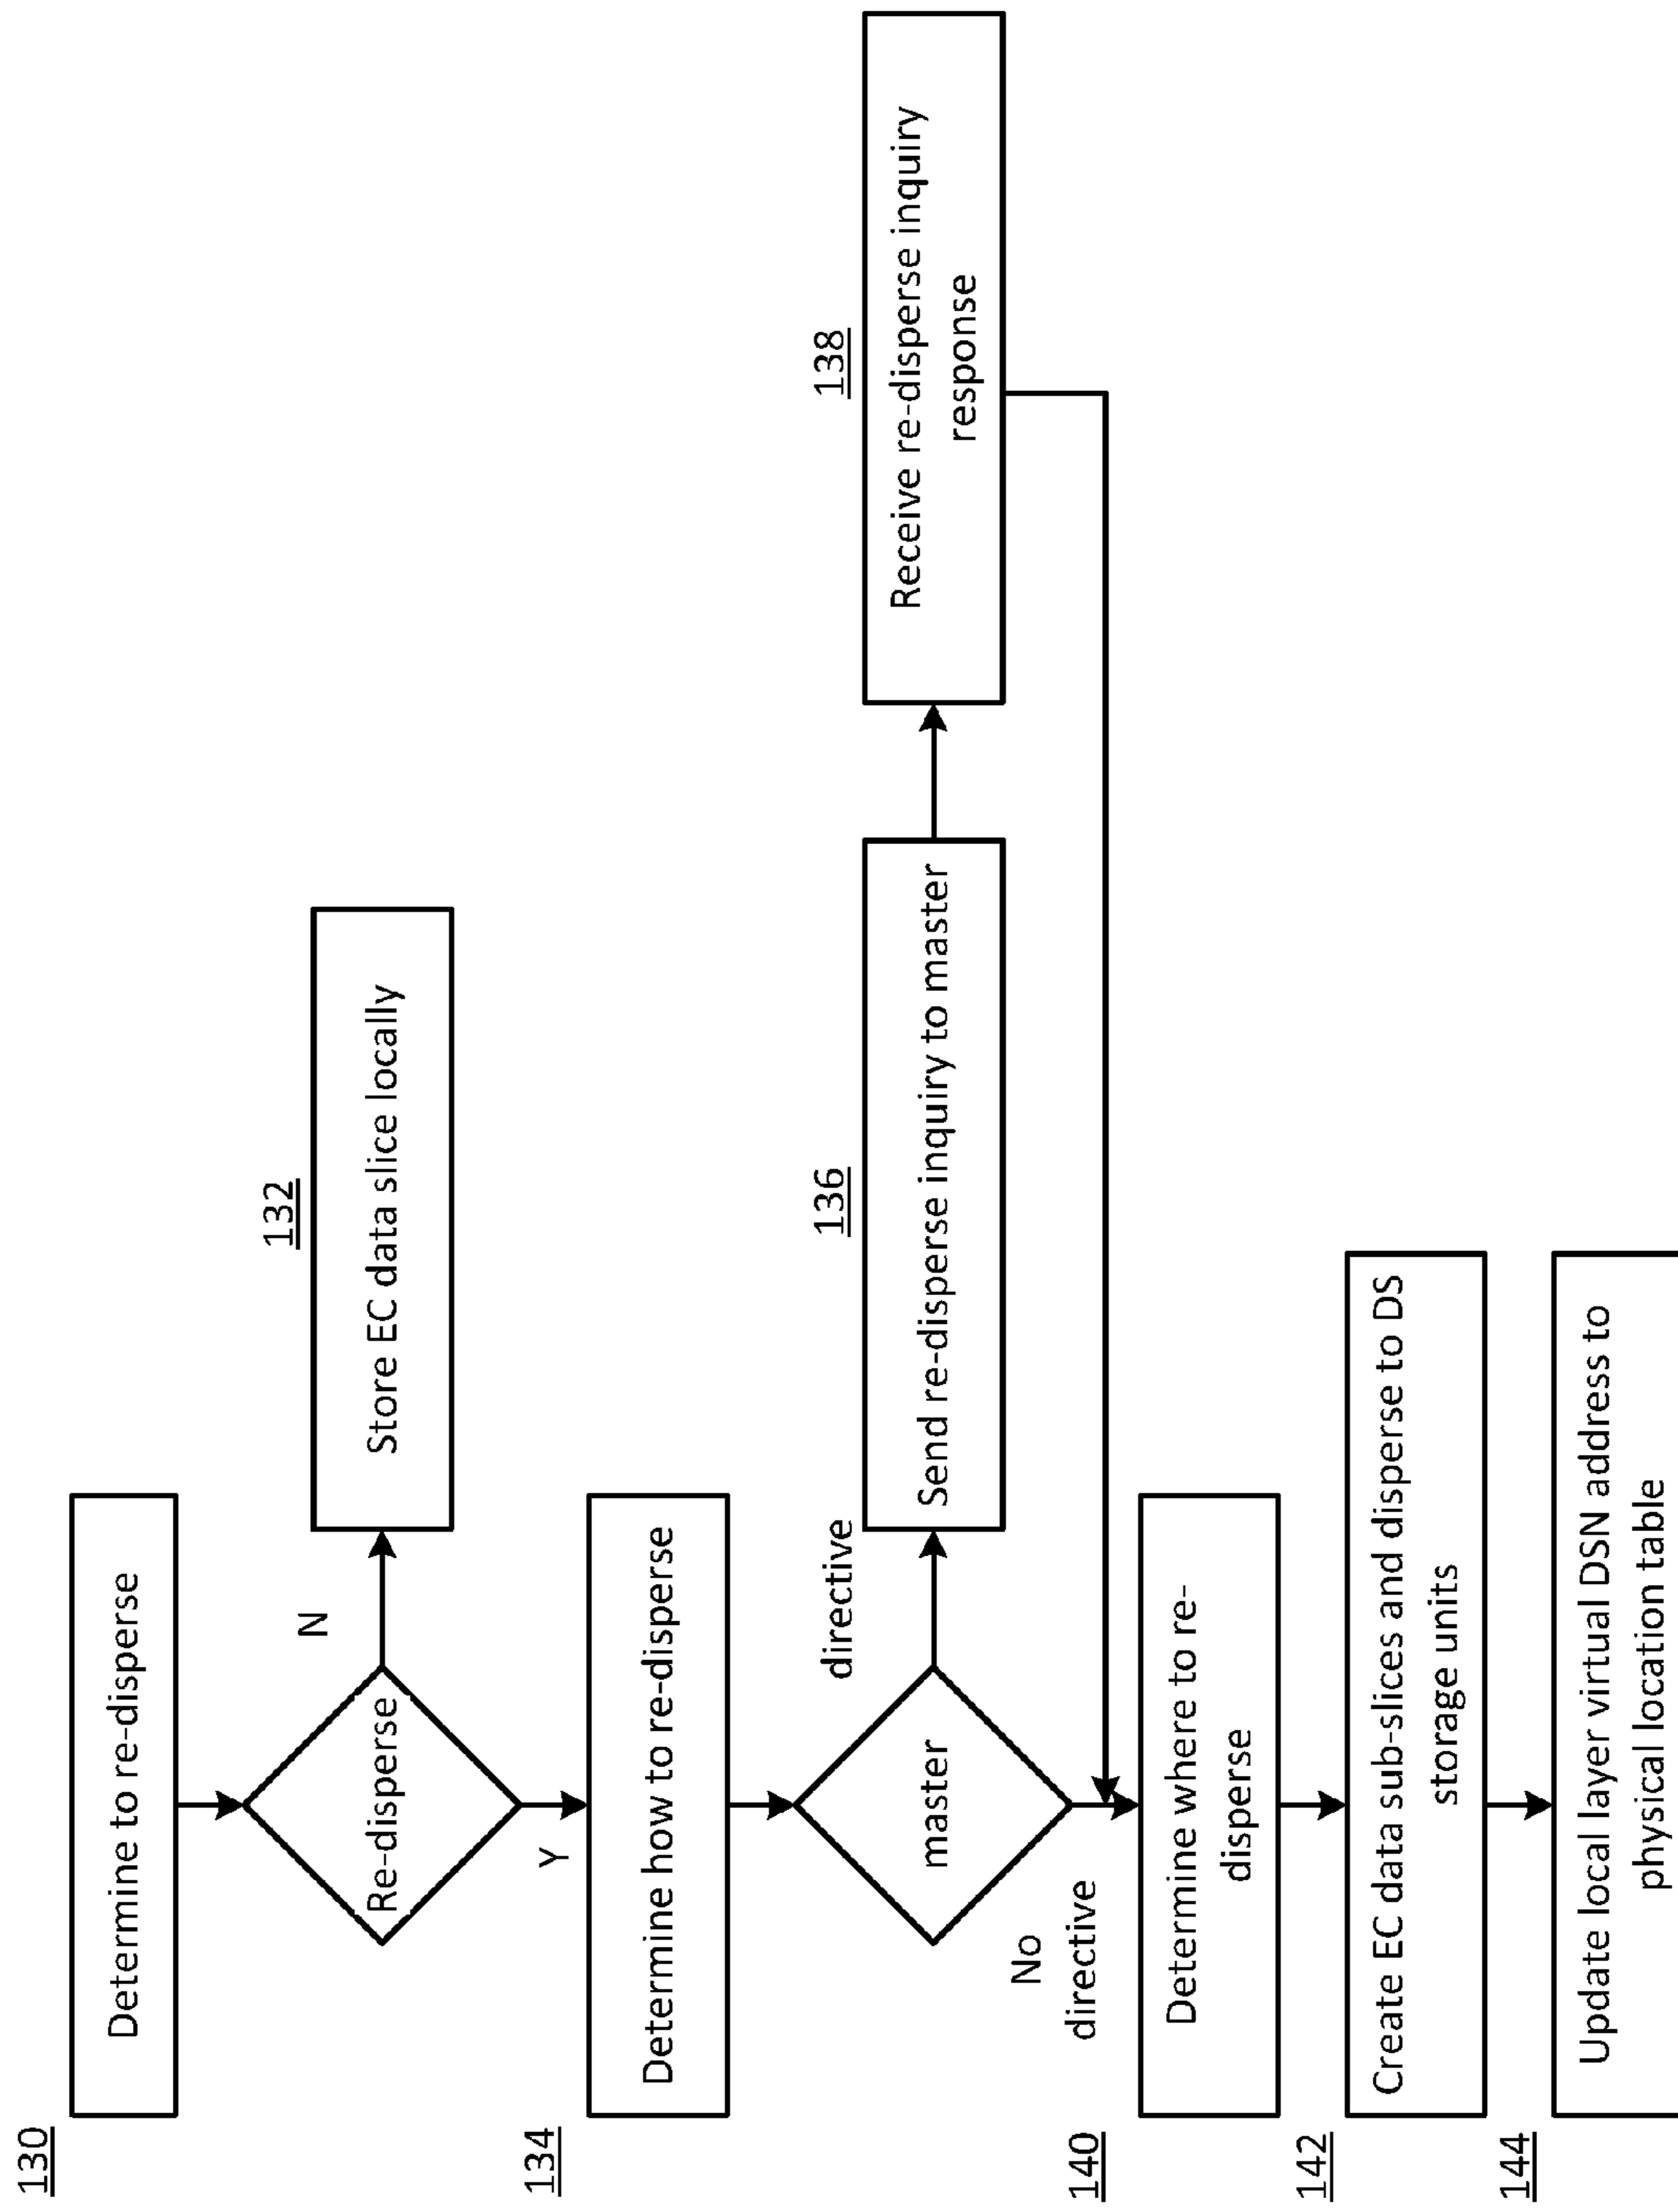 130
Determine to re-disperse
Re-disperse
N
132
Store EC data slice locally
Y
134
Determine how to re-disperse
master
directive
136
Send re-disperse inquiry to master
138
Receive re-disperse inquiry
response
No
directive
140
Determine where to re-
disperse
142
Create EC data sub-slices and disperse to DS
storage units
144
Update local layer virtual DSN address to
physical location table